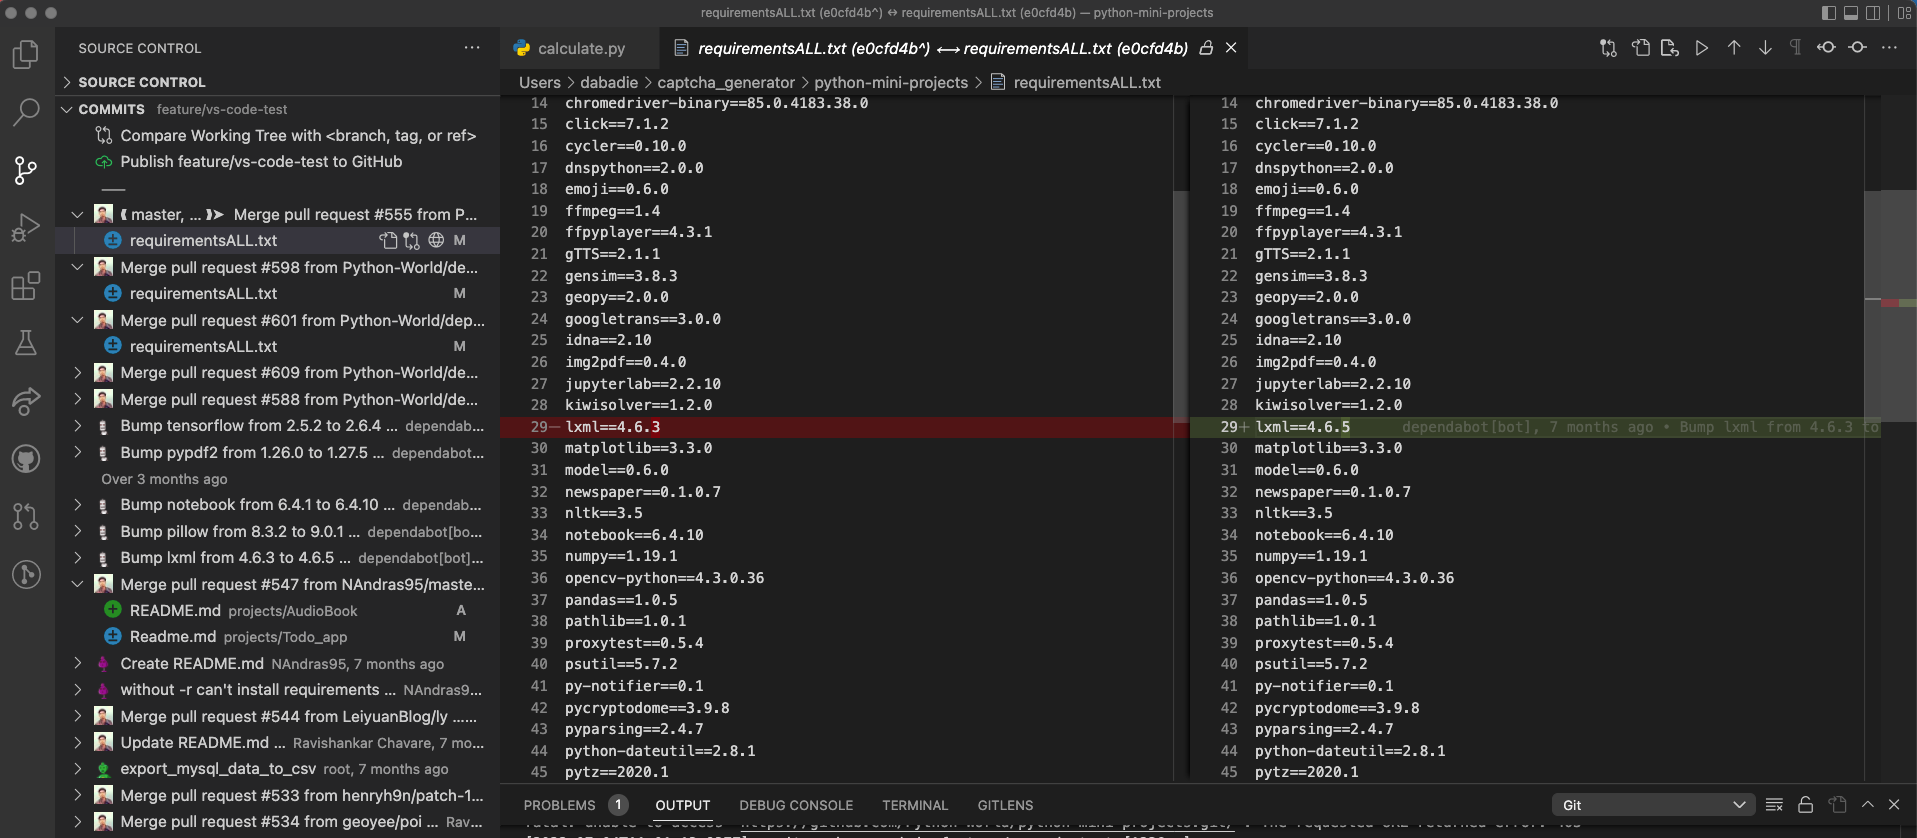 requirementsALL.txt (e0cfd4b^) ↔ requirementsALL.txt (e0cfd4b) — python-mini-projects
SOURCE CONTROL
SOURCE CONTROL
COMMITS feature/vs-code-test
Compare Working Tree with <branch, tag, or ref>
Publish feature/vs-code-test to GitHub
master, ... Merge pull request #555 from P...
requirementsALL.txt M
Merge pull request #598 from Python-World/de...
requirementsALL.txt M
Merge pull request #601 from Python-World/dep...
requirementsALL.txt M
Merge pull request #609 from Python-World/de...
Merge pull request #588 from Python-World/de...
Bump tensorflow from 2.5.2 to 2.6.4 ... dependab...
Bump pypdf2 from 1.26.0 to 1.27.5 ... dependabot...
Over 3 months ago
Bump notebook from 6.4.1 to 6.4.10 ... dependab...
Bump pillow from 8.3.2 to 9.0.1 ... dependabot[bo...
Bump lxml from 4.6.3 to 4.6.5 ... dependabot[bot]...
Merge pull request #547 from NAndras95/maste...
README.md projects/AudioBook A
Readme.md projects/Todo_app M
Create README.md NAndras95, 7 months ago
without -r can't install requirements ... NAndras9...
Merge pull request #544 from LeiyuanBlog/ly ......
Update README.md ... Ravishankar Chavare, 7 mo...
export_mysql_data_to_csv root, 7 months ago
Merge pull request #533 from henryh9n/patch-1...
Merge pull request #534 from geoyee/poi ... Rav...
calculate.py
requirementsALL.txt (e0cfd4b^) ⟷ requirementsALL.txt (e0cfd4b)
Users > dabadie > captcha_generator > python-mini-projects > requirementsALL.txt
14 chromedriver-binary==85.0.4183.38.0
15 click==7.1.2
16 cycler==0.10.0
17 dnspython==2.0.0
18 emoji==0.6.0
19 ffmpeg==1.4
20 ffpyplayer==4.3.1
21 gTTS==2.1.1
22 gensim==3.8.3
23 geopy==2.0.0
24 googletrans==3.0.0
25 idna==2.10
26 img2pdf==0.4.0
27 jupyterlab==2.2.10
28 kiwisolver==1.2.0
29− lxml==4.6.3
30 matplotlib==3.3.0
31 model==0.6.0
32 newspaper==0.1.0.7
33 nltk==3.5
34 notebook==6.4.10
35 numpy==1.19.1
36 opencv-python==4.3.0.36
37 pandas==1.0.5
38 pathlib==1.0.1
39 proxytest==0.5.4
40 psutil==5.7.2
41 py-notifier==0.1
42 pycryptodome==3.9.8
43 pyparsing==2.4.7
44 python-dateutil==2.8.1
45 pytz==2020.1
14 chromedriver-binary==85.0.4183.38.0
15 click==7.1.2
16 cycler==0.10.0
17 dnspython==2.0.0
18 emoji==0.6.0
19 ffmpeg==1.4
20 ffpyplayer==4.3.1
21 gTTS==2.1.1
22 gensim==3.8.3
23 geopy==2.0.0
24 googletrans==3.0.0
25 idna==2.10
26 img2pdf==0.4.0
27 jupyterlab==2.2.10
28 kiwisolver==1.2.0
29+ lxml==4.6.5 dependabot[bot], 7 months ago • Bump lxml from 4.6.3 to
30 matplotlib==3.3.0
31 model==0.6.0
32 newspaper==0.1.0.7
33 nltk==3.5
34 notebook==6.4.10
35 numpy==1.19.1
36 opencv-python==4.3.0.36
37 pandas==1.0.5
38 pathlib==1.0.1
39 proxytest==0.5.4
40 psutil==5.7.2
41 py-notifier==0.1
42 pycryptodome==3.9.8
43 pyparsing==2.4.7
44 python-dateutil==2.8.1
45 pytz==2020.1
PROBLEMS 1 OUTPUT DEBUG CONSOLE TERMINAL GITLENS Git